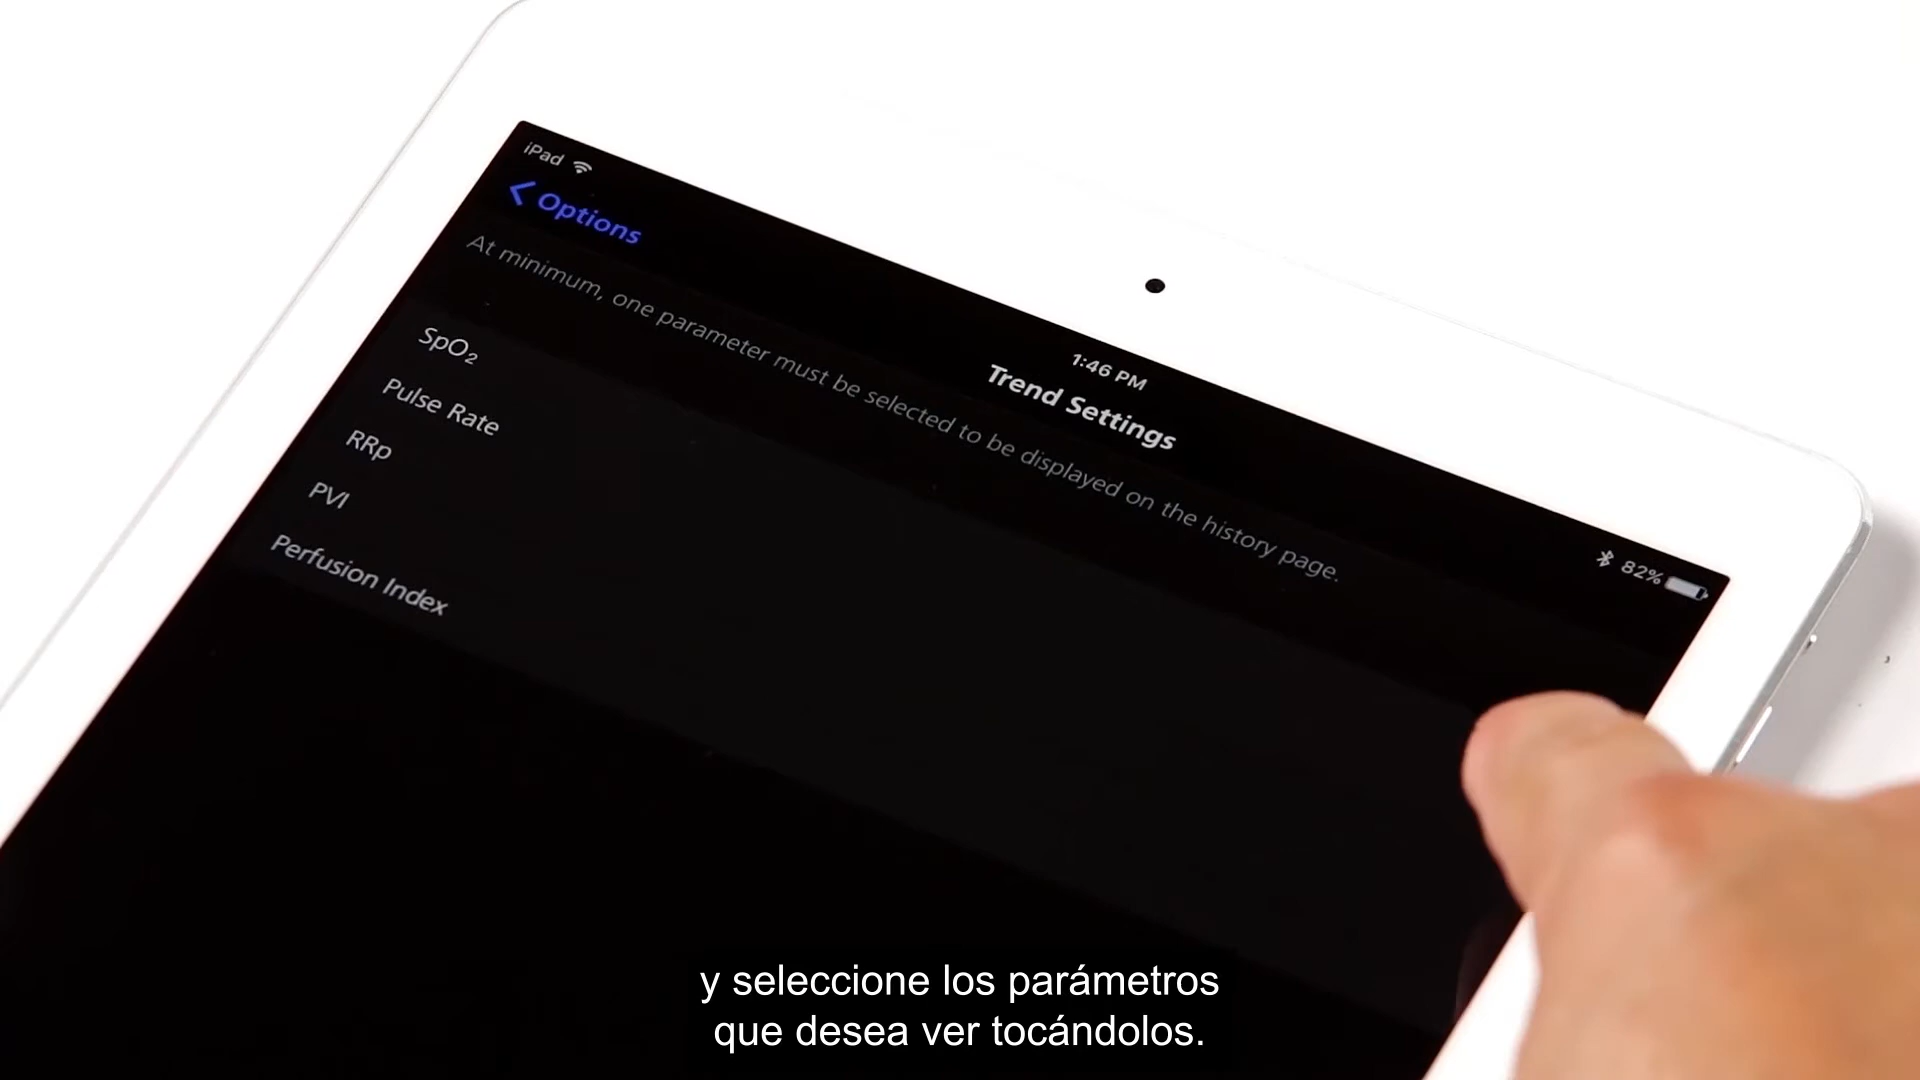 iPad
1:46 PM
82%
Options
Trend Settings
At minimum, one parameter must be selected to be displayed on the history page.
SpO₂
Pulse Rate
RRp
PVI
Perfusion Index
y seleccione los parámetros
que desea ver tocándolos.